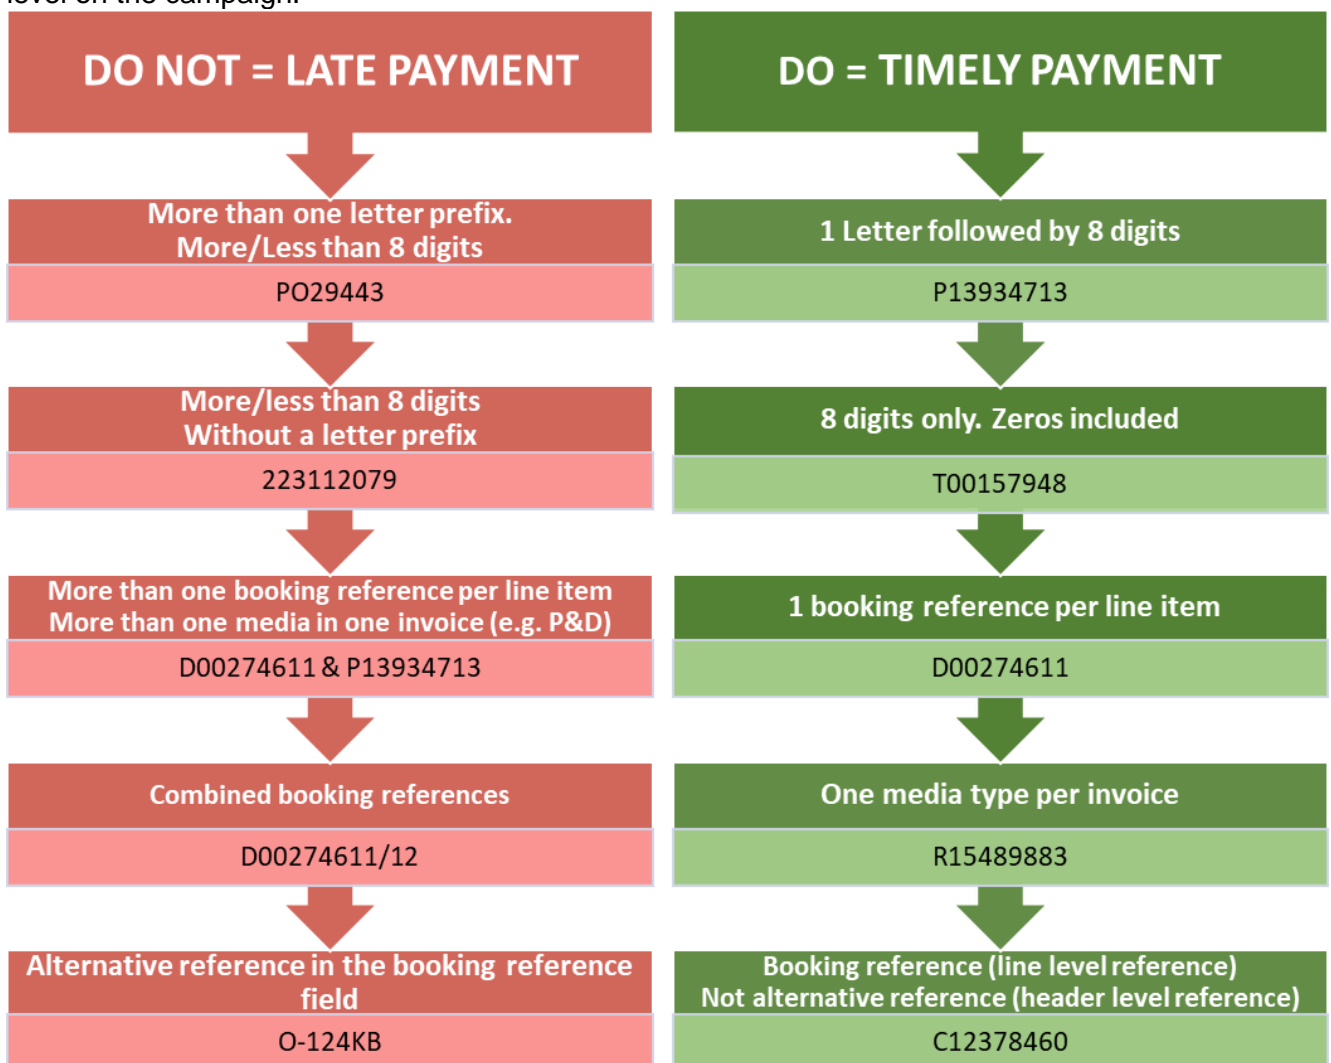 level on the campaign.
DO NOT = LATE PAYMENT
More than one letter prefix.
More/Less than 8 digits
PO29443
More/less than 8 digits
Without a letter prefix
223112079
More than one booking reference per line item
More than one media in one invoice (e.g. P&D)
D00274611 & P13934713
Combined booking references
D00274611/12
Alternative reference in the booking reference
field
O-124KB
DO = TIMELY PAYMENT
1 Letter followed by 8 digits
P13934713
8 digits only. Zeros included
T00157948
1 booking reference per line item
D00274611
One media type per invoice
R15489883
Booking reference (line level reference)
Not alternative reference (header level reference)
C12378460